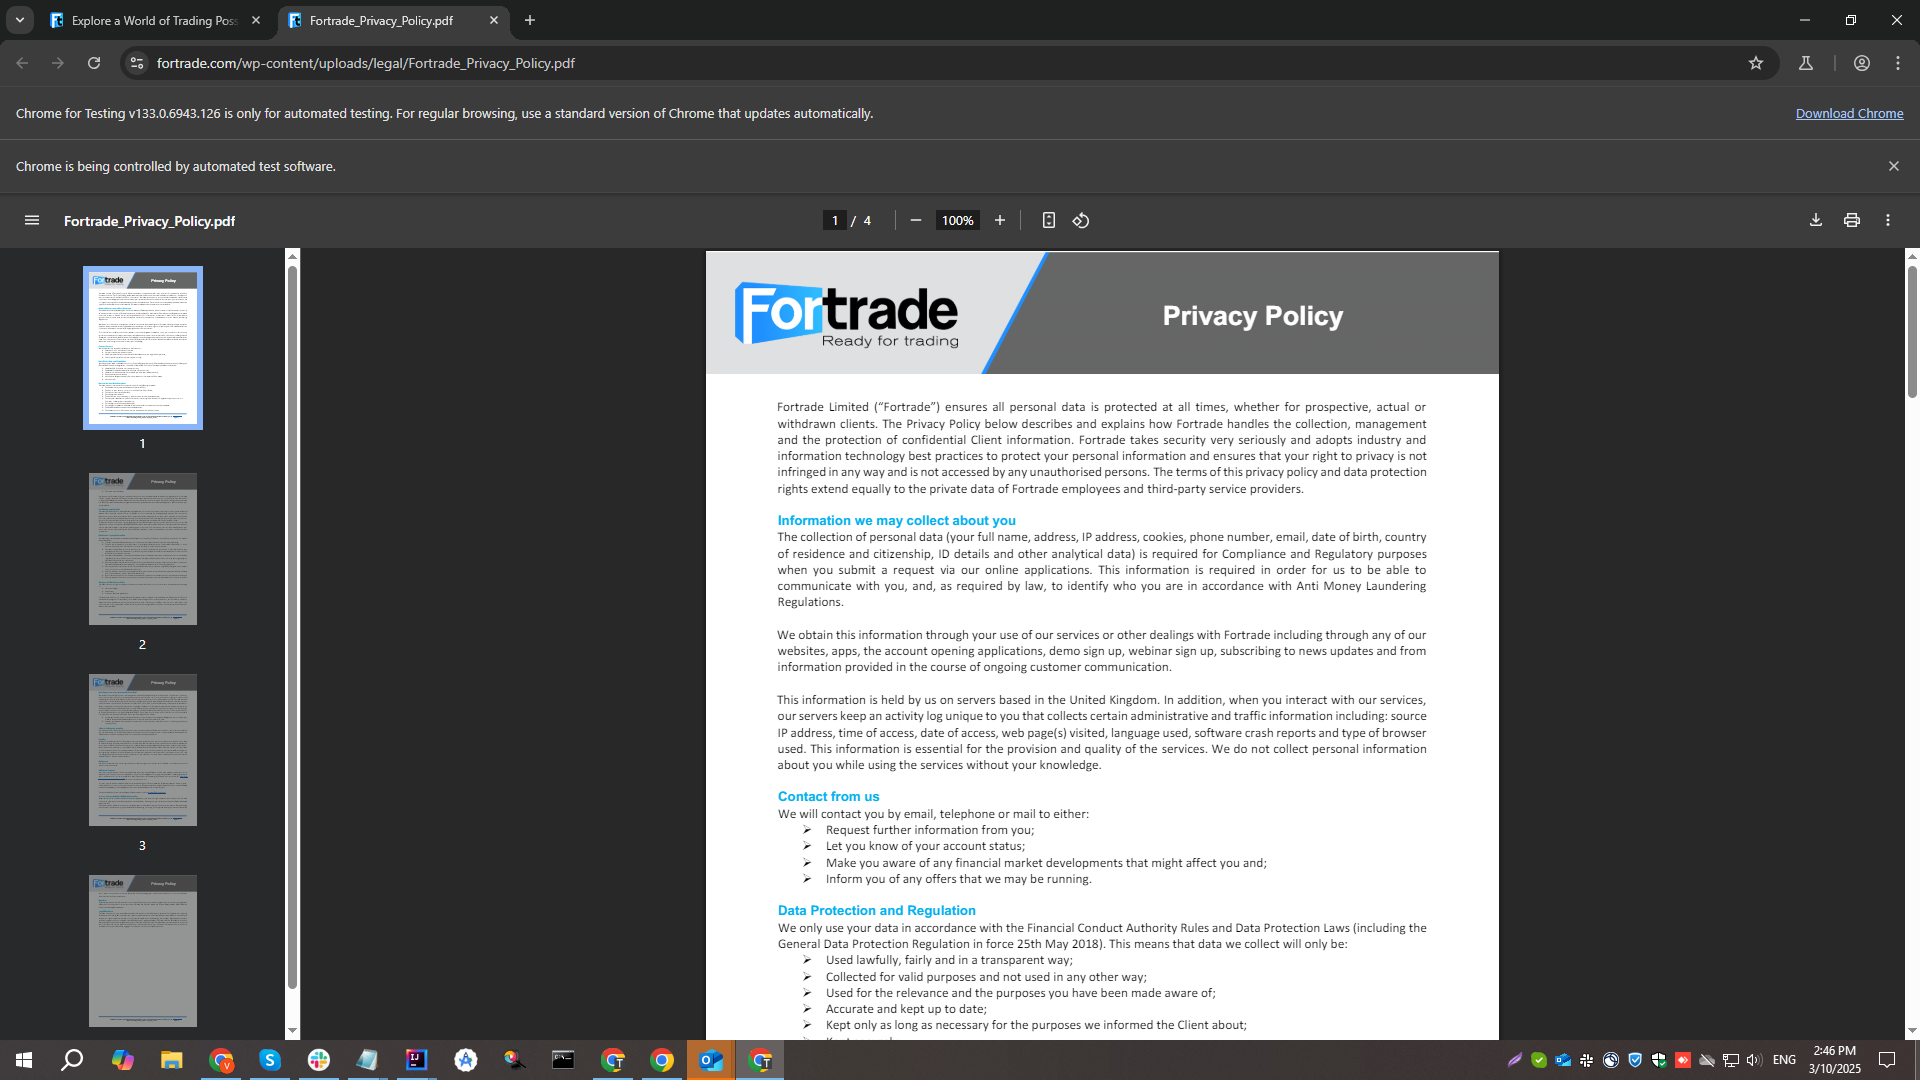 Explore a World of Trading Poss
Fortrade_Privacy_Policy.pdf
fortrade.com/wp-content/uploads/legal/Fortrade_Privacy_Policy.pdf
Chrome for Testing v133.0.6943.126 is only for automated testing. For regular browsing, use a standard version of Chrome that updates automatically.
Download Chrome
Chrome is being controlled by automated test software.
Fortrade_Privacy_Policy.pdf
1 / 4
100%
1
2
3
Fortrade
Ready for trading
Privacy Policy
Fortrade Limited (“Fortrade”) ensures all personal data is protected at all times, whether for prospective, actual or
withdrawn clients. The Privacy Policy below describes and explains how Fortrade handles the collection, management
and the protection of confidential Client information. Fortrade takes security very seriously and adopts industry and
information technology best practices to protect your personal information and ensures that your right to privacy is not
infringed in any way and is not accessed by any unauthorised persons. The terms of this privacy policy and data protection
rights extend equally to the private data of Fortrade employees and third-party service providers.
Information we may collect about you
The collection of personal data (your full name, address, IP address, cookies, phone number, email, date of birth, country
of residence and citizenship, ID details and other analytical data) is required for Compliance and Regulatory purposes
when you submit a request via our online applications. This information is required in order for us to be able to
communicate with you, and, as required by law, to identify who you are in accordance with Anti Money Laundering
Regulations.
We obtain this information through your use of our services or other dealings with Fortrade including through any of our
websites, apps, the account opening applications, demo sign up, webinar sign up, subscribing to news updates and from
information provided in the course of ongoing customer communication.
This information is held by us on servers based in the United Kingdom. In addition, when you interact with our services,
our servers keep an activity log unique to you that collects certain administrative and traffic information including: source
IP address, time of access, date of access, web page(s) visited, language used, software crash reports and type of browser
used. This information is essential for the provision and quality of the services. We do not collect personal information
about you while using the services without your knowledge.
Contact from us
We will contact you by email, telephone or mail to either:
➢ Request further information from you;
➢ Let you know of your account status;
➢ Make you aware of any financial market developments that might affect you and;
➢ Inform you of any offers that we may be running.
Data Protection and Regulation
We only use your data in accordance with the Financial Conduct Authority Rules and Data Protection Laws (including the
General Data Protection Regulation in force 25th May 2018). This means that data we collect will only be:
➢ Used lawfully, fairly and in a transparent way;
➢ Collected for valid purposes and not used in any other way;
➢ Used for the relevance and the purposes you have been made aware of;
➢ Accurate and kept up to date;
➢ Kept only as long as necessary for the purposes we informed the Client about;
ENG
2:46 PM
3/10/2025